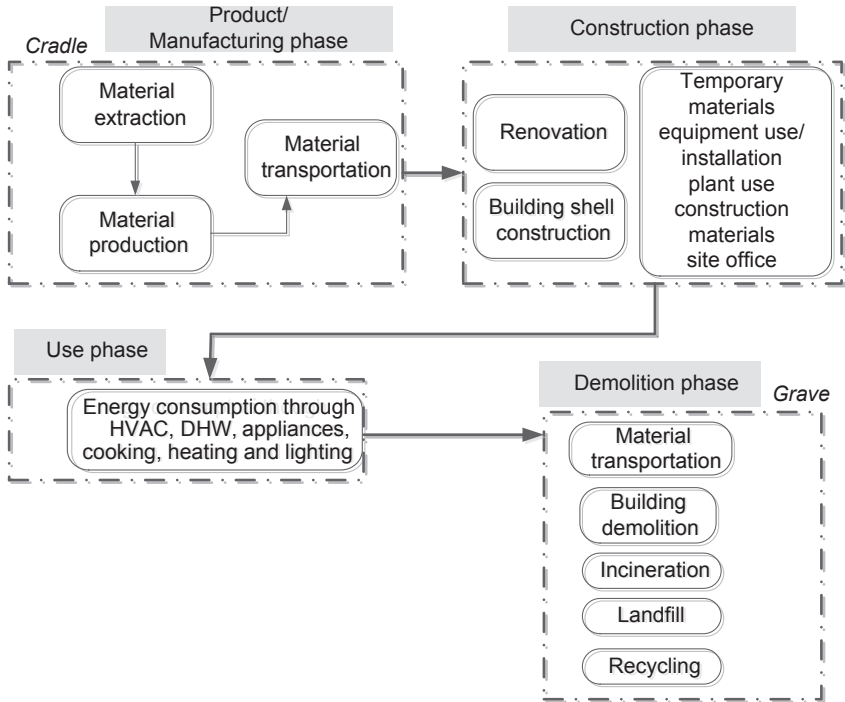 Product/
Manufacturing phase
Cradle
Material
extraction
Material
production
Material
transportation
Construction phase
Renovation
Building shell
construction
Temporary
materials
equipment use/
installation
plant use
construction
materials
site office
Use phase
Energy consumption through
HVAC, DHW, appliances,
cooking, heating and lighting
Demolition phase
Grave
Material
transportation
Building
demolition
Incineration
Landfill
Recycling